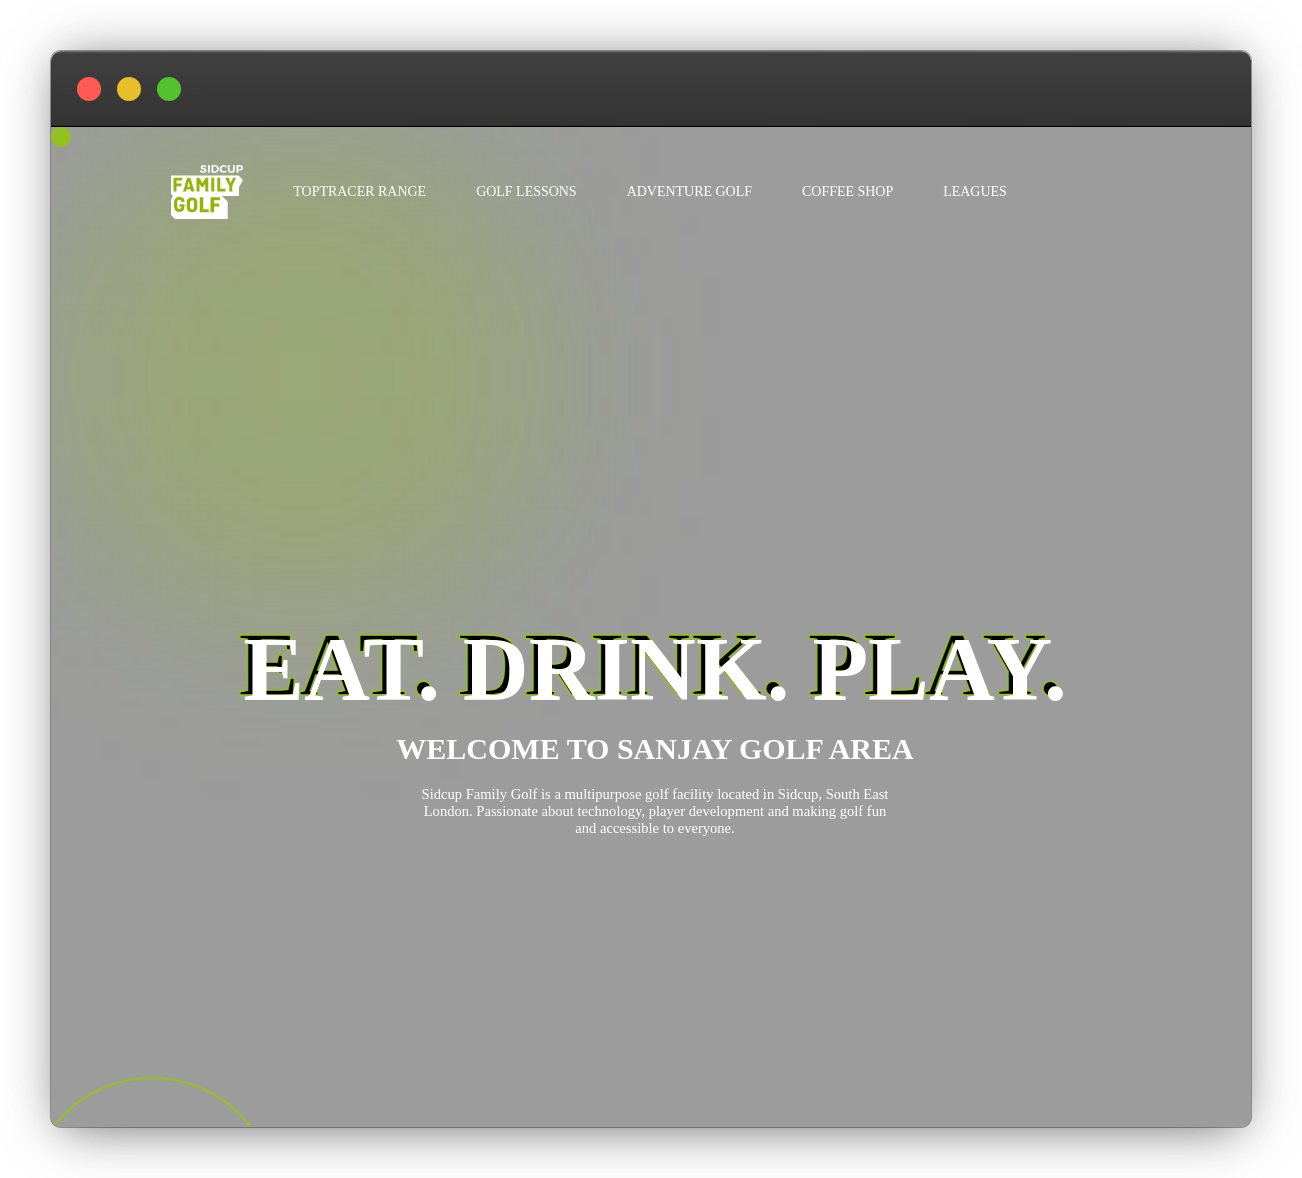 SIDCUP
FAMILY
GOLF
TOPTRACER RANGE
GOLF LESSONS
ADVENTURE GOLF
COFFEE SHOP
LEAGUES
EAT. DRINK. PLAY.
WELCOME TO SANJAY GOLF AREA
Sidcup Family Golf is a multipurpose golf facility located in Sidcup, South East
London. Passionate about technology, player development and making golf fun
and accessible to everyone.